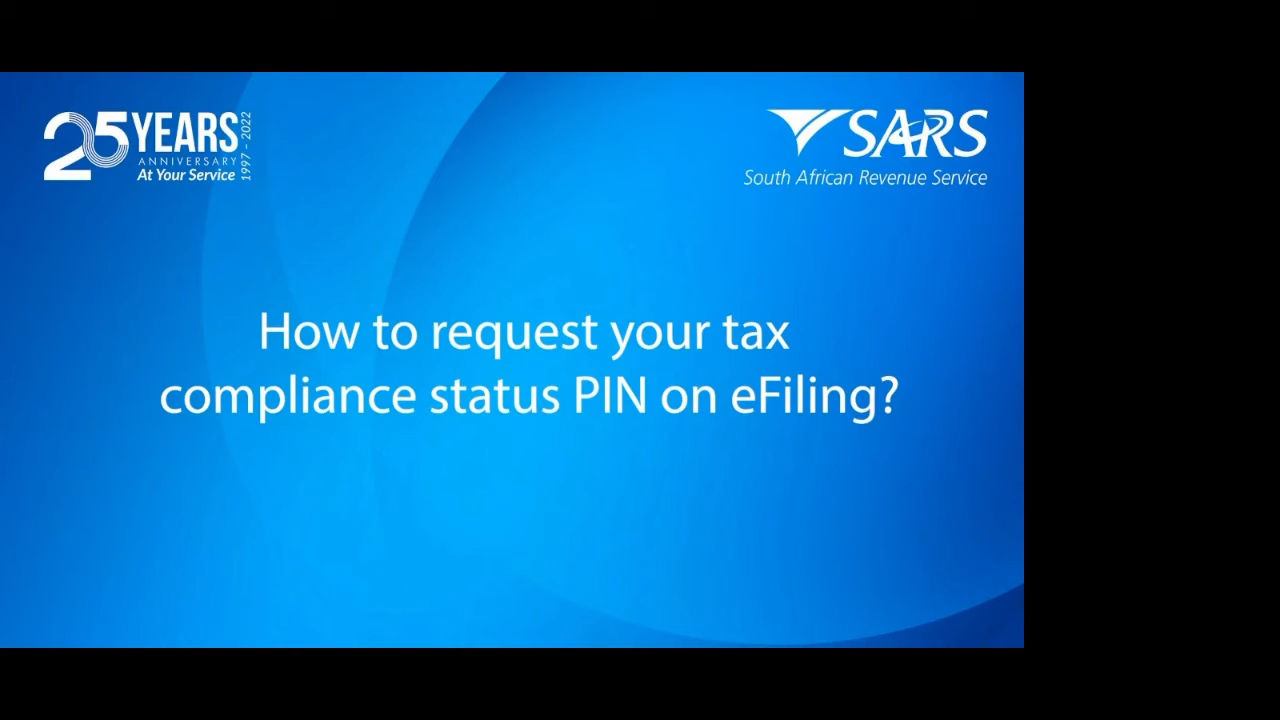 25 YEARS
ANNIVERSARY
At Your Service
1997 - 2022
SARS
South African Revenue Service
How to request your tax
compliance status PIN on eFiling?